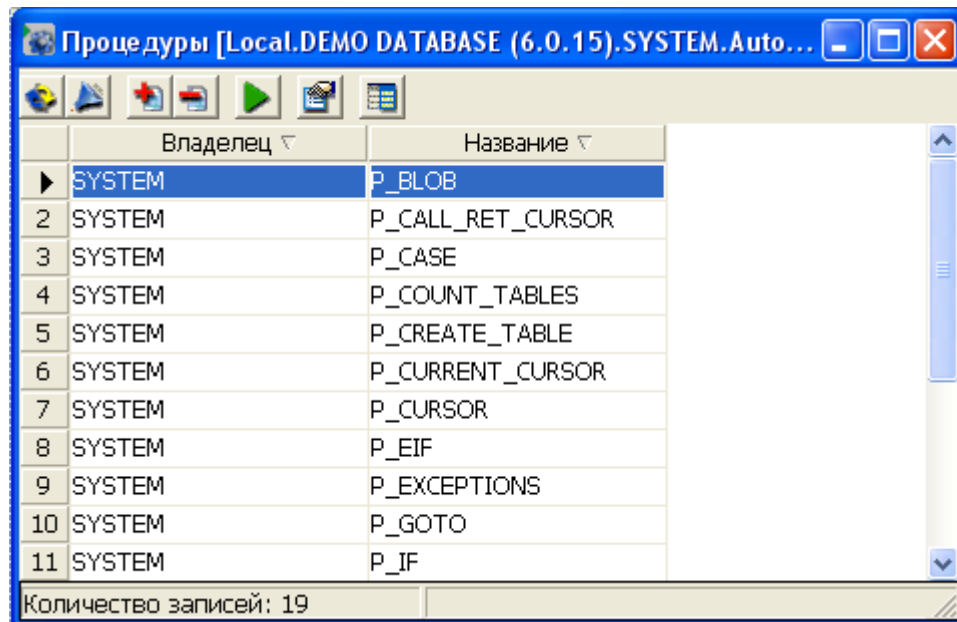 Процедуры [Local.DEMO DATABASE (6.0.15).SYSTEM.Auto...
Владелец Название
SYSTEM P_BLOB
2 SYSTEM P_CALL_RET_CURSOR
3 SYSTEM P_CASE
4 SYSTEM P_COUNT_TABLES
5 SYSTEM P_CREATE_TABLE
6 SYSTEM P_CURRENT_CURSOR
7 SYSTEM P_CURSOR
8 SYSTEM P_EIF
9 SYSTEM P_EXCEPTIONS
10 SYSTEM P_GOTO
11 SYSTEM P_IF
Количество записей: 19